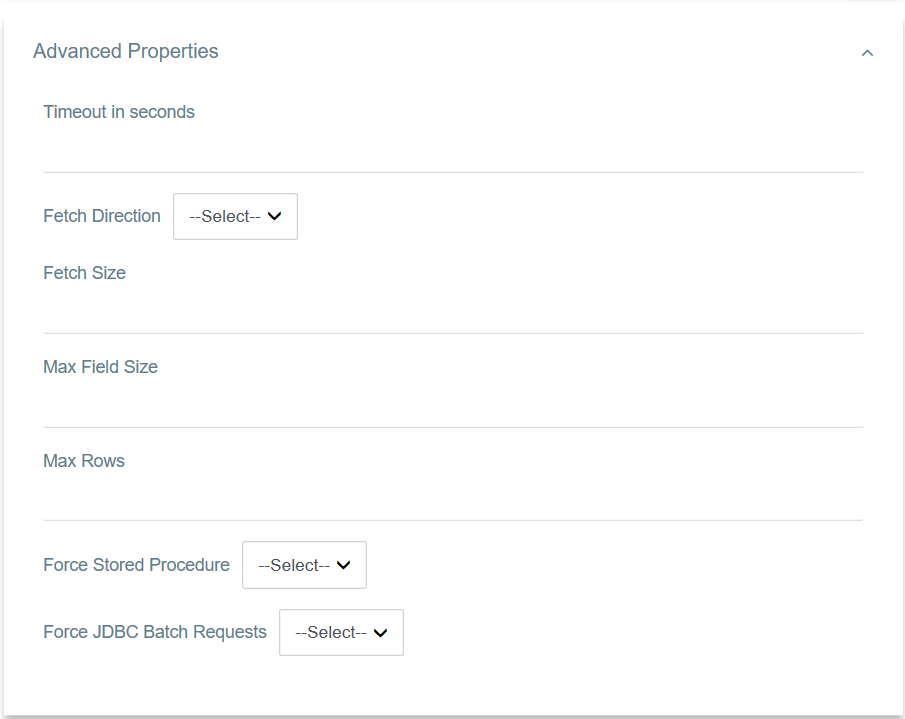 Advanced Properties
Timeout in seconds
Fetch Direction --Select--
Fetch Size
Max Field Size
Max Rows
Force Stored Procedure --Select--
Force JDBC Batch Requests --Select--